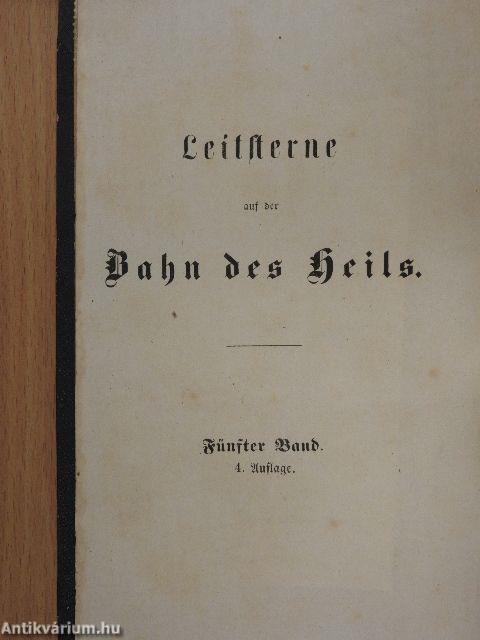 Leitsterne
auf der
Bahn des Heils.
Fünfter Band.
4. Auflage.
Antikvárium.hu